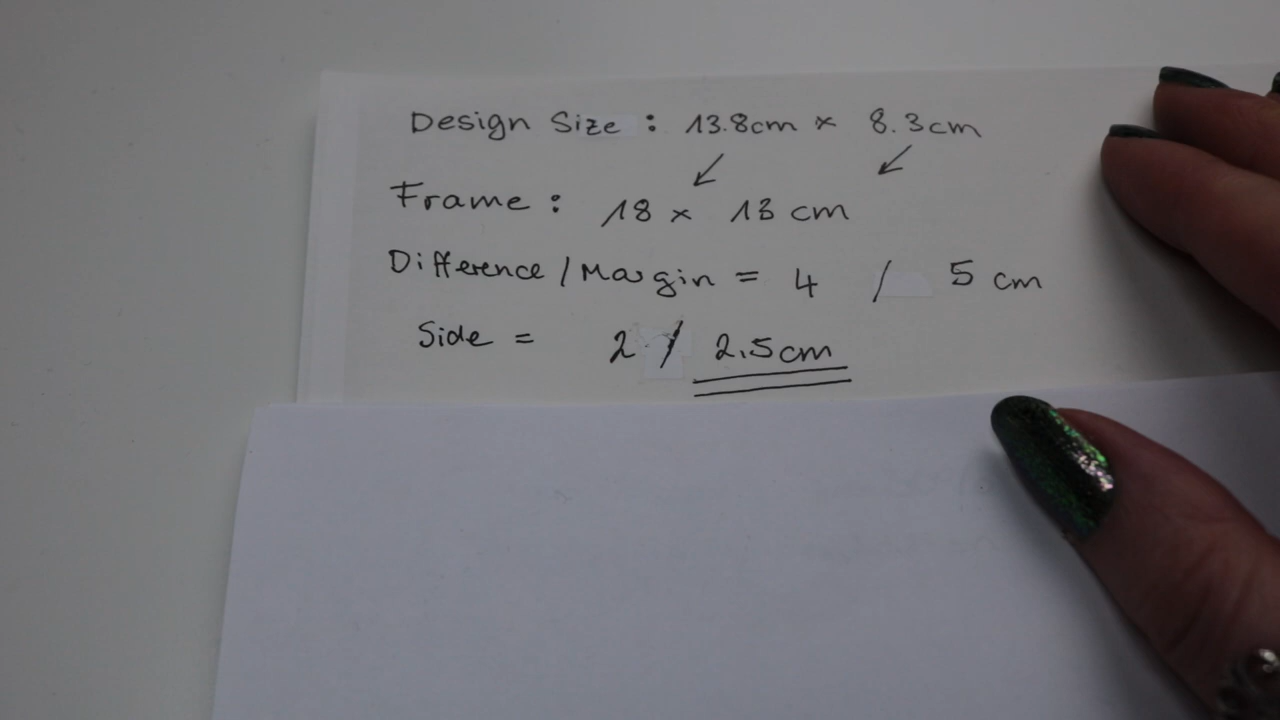 Design Size : 13.8cm × 8.3cm
Frame : 18 × 13 cm
Difference / Margin = 4 / 5 cm
Side = 2 / 2.5cm